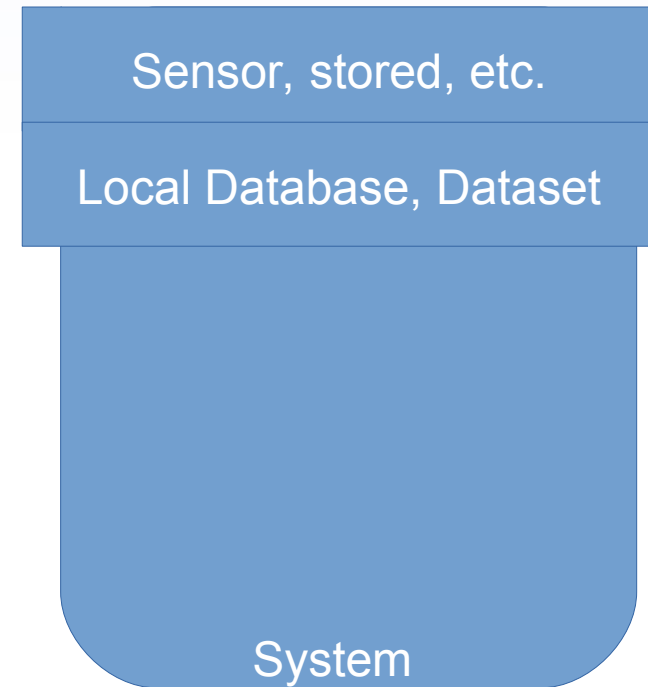 Sensor, stored, etc.
Local Database, Dataset
System